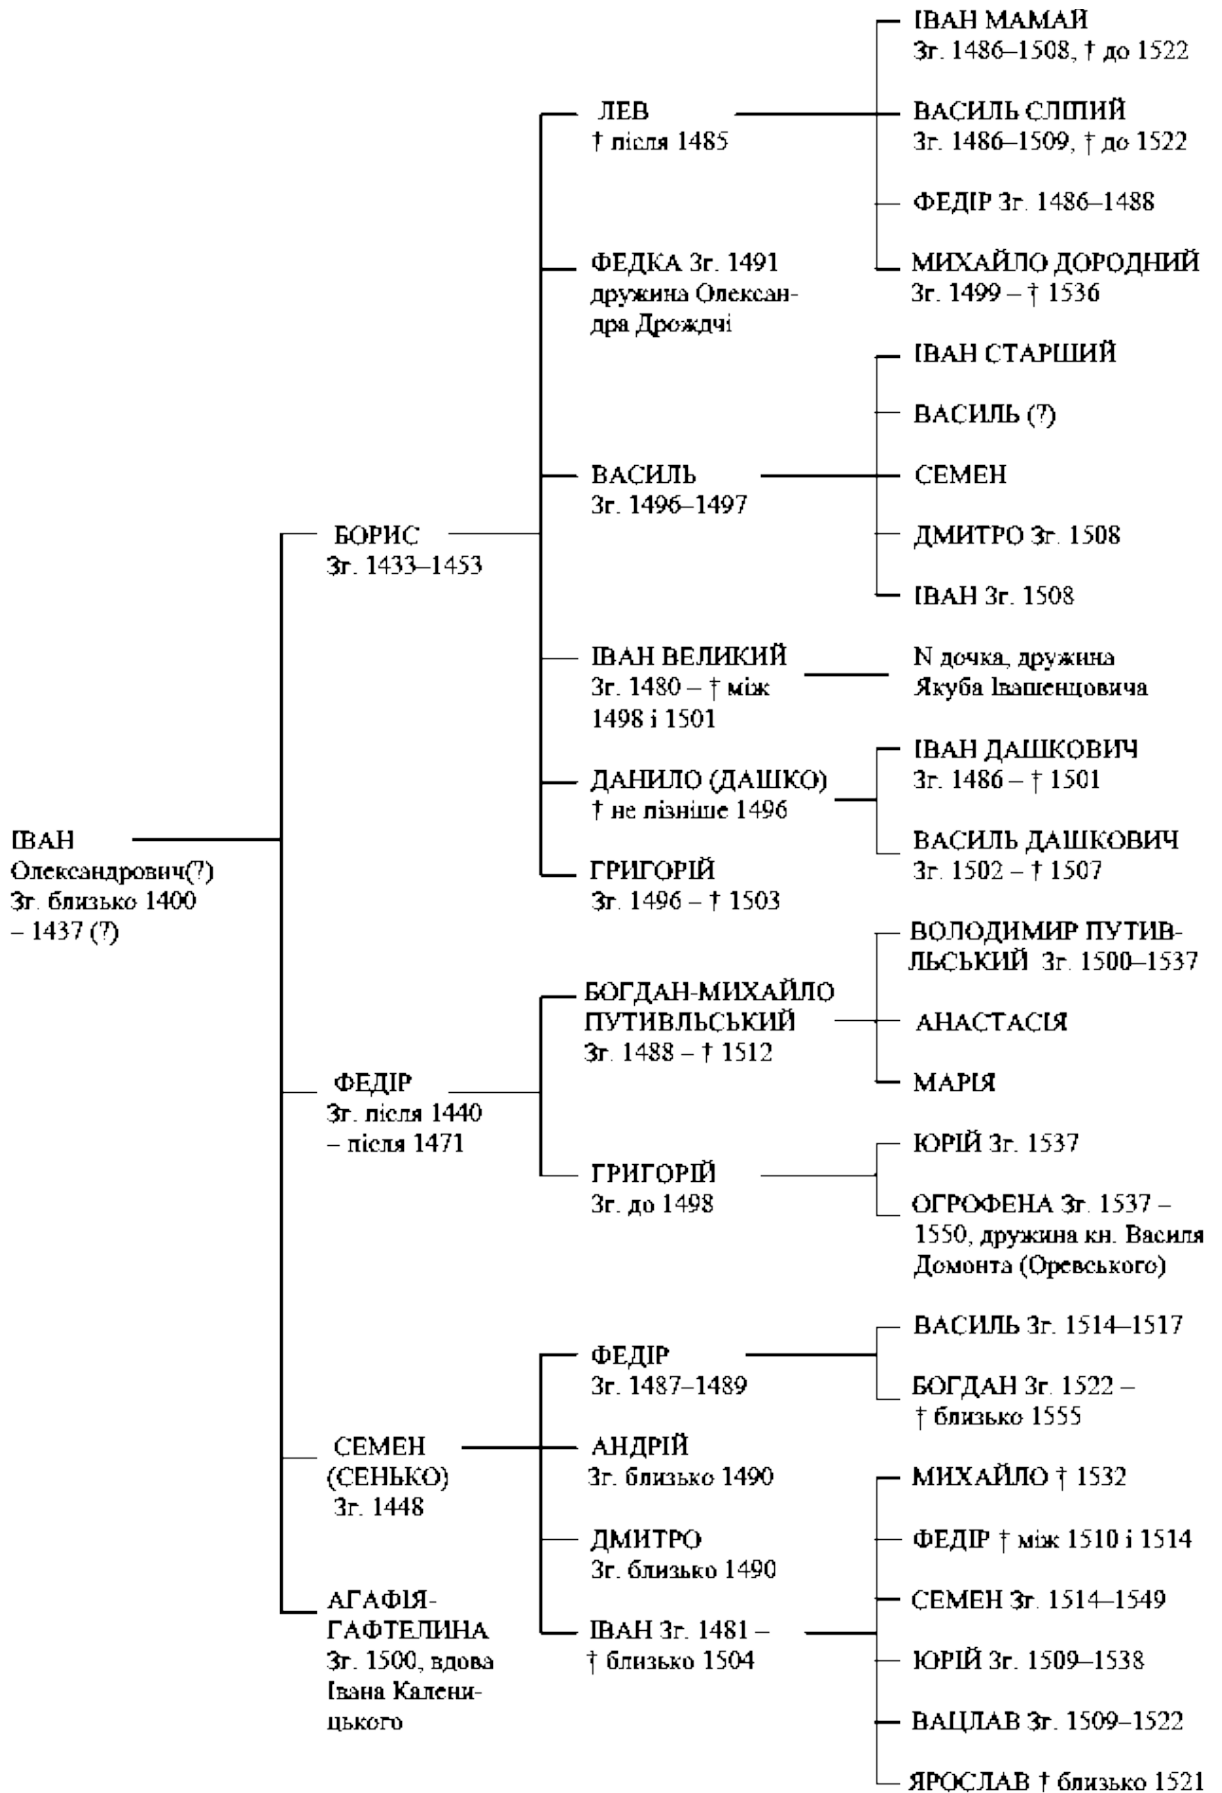 ІВАН
Олександрович(?)
Зг. близько 1400
– 1437 (?)
БОРИС
Зг. 1433–1453
ФЕДІР
Зг. після 1440
– після 1471
СЕМЕН
(СЕНЬКО)
Зг. 1448
АГАФІЯ-
ГАФТЕЛИНА
Зг. 1500, вдова
Івана Калени-
цького
ЛЕВ
† після 1485
ФЕДКА Зг. 1491
дружина Олексан-
дра Дрождчі
ВАСИЛЬ
Зг. 1496–1497
ІВАН ВЕЛИКИЙ
Зг. 1480 – † між
1498 і 1501
ДАНИЛО (ДАШКО)
† не пізніше 1496
ГРИГОРІЙ
Зг. 1496 – † 1503
БОГДАН-МИХАЙЛО
ПУТИВЛЬСЬКИЙ
Зг. 1488 – † 1512
ГРИГОРІЙ
Зг. до 1498
ФЕДІР
Зг. 1487–1489
АНДРІЙ
Зг. близько 1490
ДМИТРО
Зг. близько 1490
ІВАН Зг. 1481 –
† близько 1504
ІВАН МАМАЙ
Зг. 1486–1508, † до 1522
ВАСИЛЬ СЛІПИЙ
Зг. 1486–1509, † до 1522
ФЕДІР Зг. 1486–1488
МИХАЙЛО ДОРОДНИЙ
Зг. 1499 – † 1536
ІВАН СТАРШИЙ
ВАСИЛЬ (?)
СЕМЕН
ДМИТРО Зг. 1508
ІВАН Зг. 1508
N дочка, дружина
Якуба Івашенцовича
ІВАН ДАШКОВИЧ
Зг. 1486 – † 1501
ВАСИЛЬ ДАШКОВИЧ
Зг. 1502 – † 1507
ВОЛОДИМИР ПУТИВ-
ЛЬСЬКИЙ Зг. 1500–1537
АНАСТАСІЯ
МАРІЯ
ЮРІЙ Зг. 1537
ОГРОФЕНА Зг. 1537 –
1550, дружина кн. Василя
Домонта (Оревського)
ВАСИЛЬ Зг. 1514–1517
БОГДАН Зг. 1522 –
† близько 1555
МИХАЙЛО † 1532
ФЕДІР † між 1510 і 1514
СЕМЕН Зг. 1514–1549
ЮРІЙ Зг. 1509–1538
ВАЦЛАВ Зг. 1509–1522
ЯРОСЛАВ † близько 1521